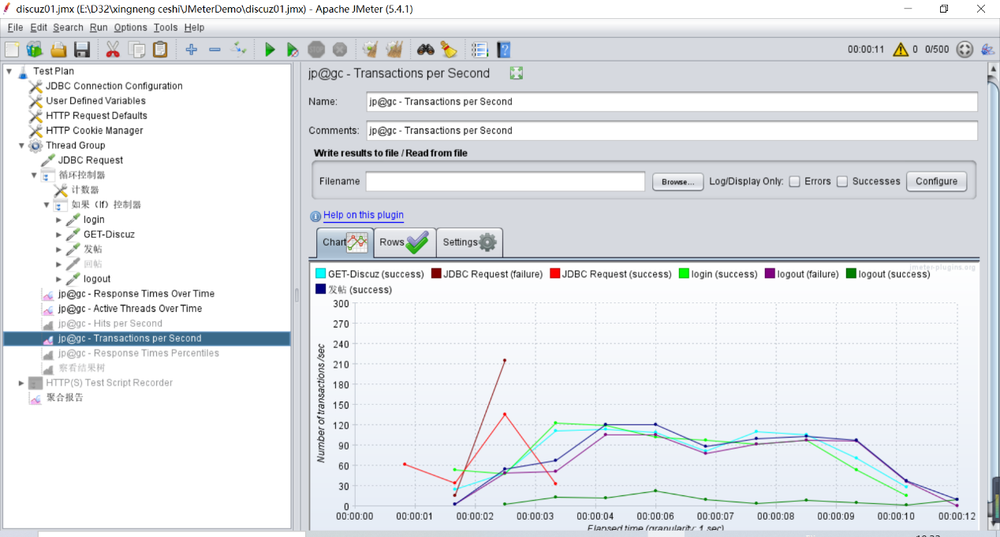 discuz01.jmx (E:\D32\xingneng ceshi\JMeterDemo\discuz01.jmx) - Apache JMeter (5.4.1)
File Edit Search Run Options Tools Help
00:00:11 0 0/500
Test Plan
JDBC Connection Configuration
User Defined Variables
HTTP Request Defaults
HTTP Cookie Manager
Thread Group
JDBC Request
循环控制器
计数器
如果（If）控制器
login
GET-Discuz
发帖
回帖
logout
jp@gc - Response Times Over Time
jp@gc - Active Threads Over Time
jp@gc - Hits per Second
jp@gc - Transactions per Second
jp@gc - Response Times Percentiles
察看结果树
HTTP(S) Test Script Recorder
聚合报告
jp@gc - Transactions per Second
Name: jp@gc - Transactions per Second
Comments: jp@gc - Transactions per Second
Write results to file / Read from file
Filename Browse... Log/Display Only: Errors Successes Configure
Help on this plugin
Chart Rows Settings
jmeter-plugins.org
GET-Discuz (success) JDBC Request (failure) JDBC Request (success) login (success) logout (failure) logout (success)
发帖 (success)
Number of transactions /sec
300
270
240
210
180
150
120
90
60
30
0
00:00:00 00:00:01 00:00:02 00:00:03 00:00:04 00:00:06 00:00:07 00:00:08 00:00:09 00:00:10 00:00:12
Elapsed time (granularity: 1 sec)